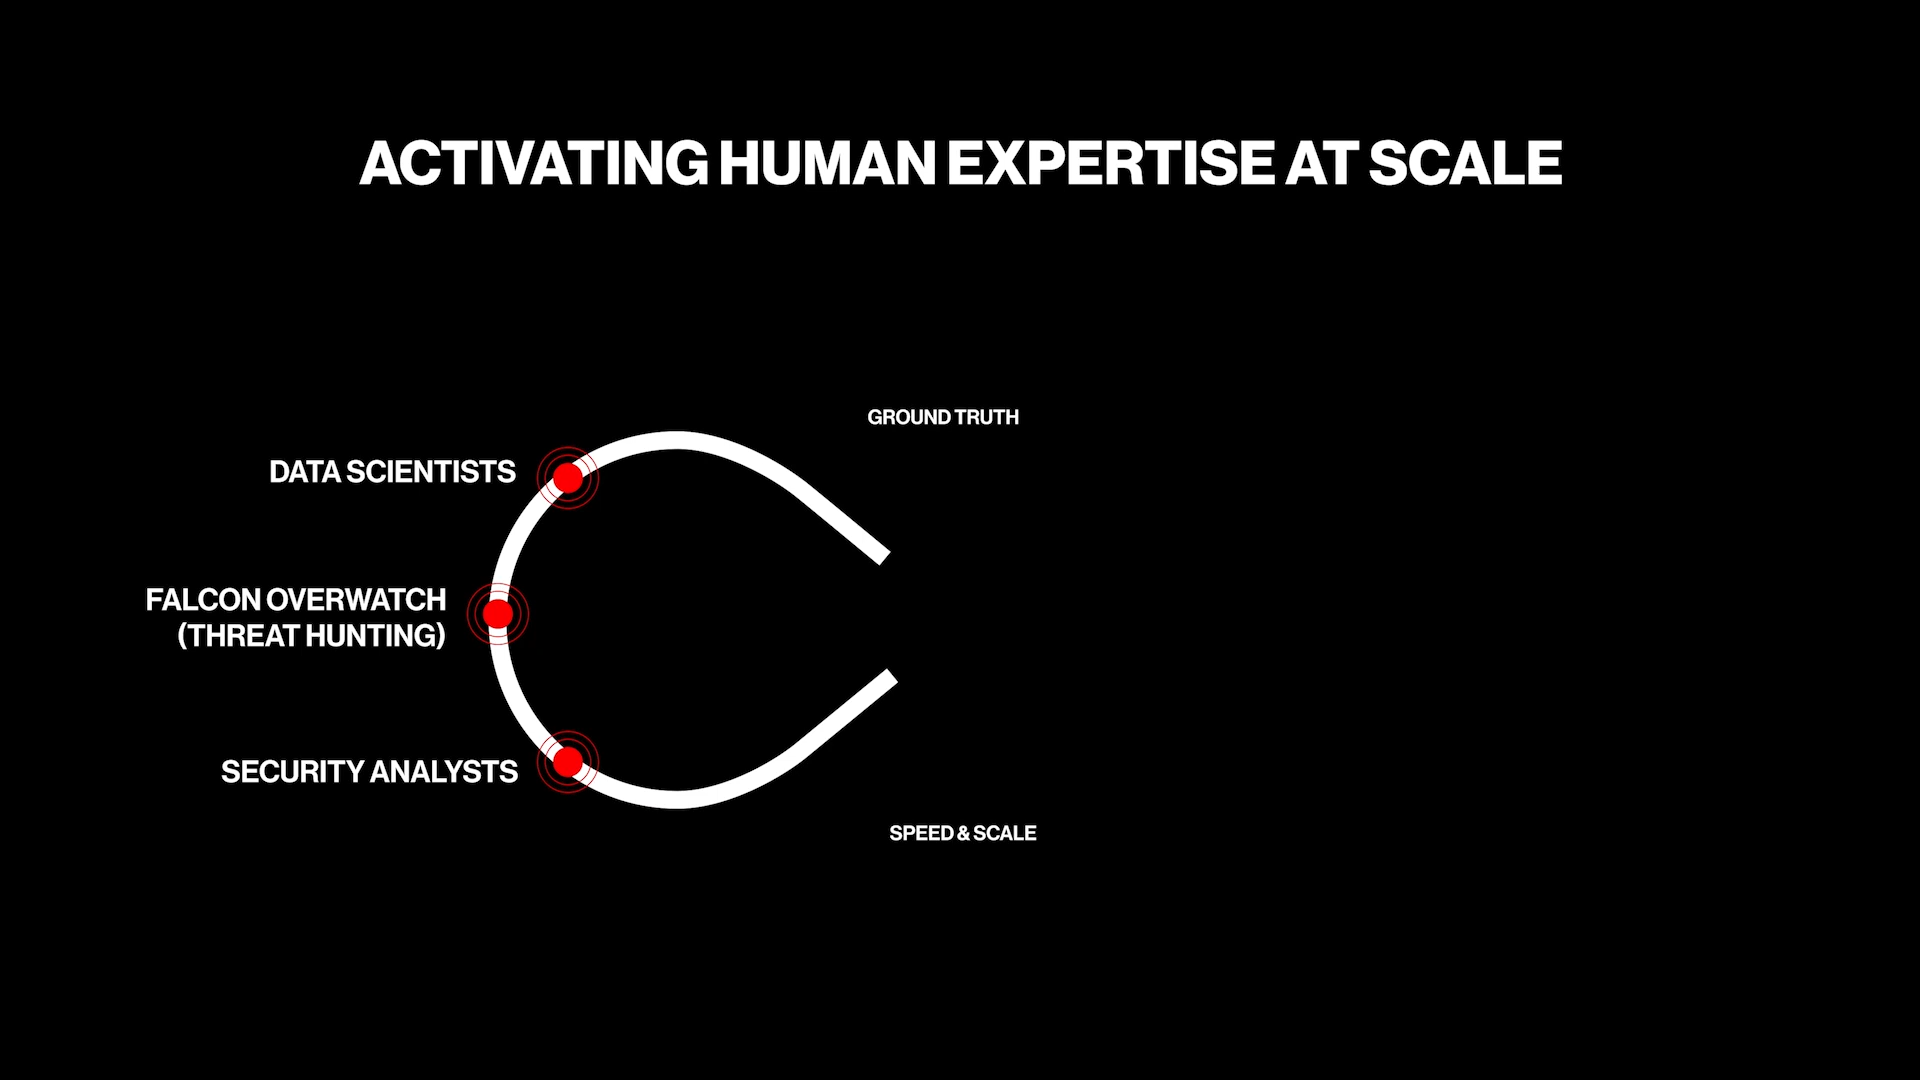 ACTIVATING HUMAN EXPERTISE AT SCALE
GROUND TRUTH
DATA SCIENTISTS
FALCON OVERWATCH
(THREAT HUNTING)
SECURITY ANALYSTS
SPEED & SCALE